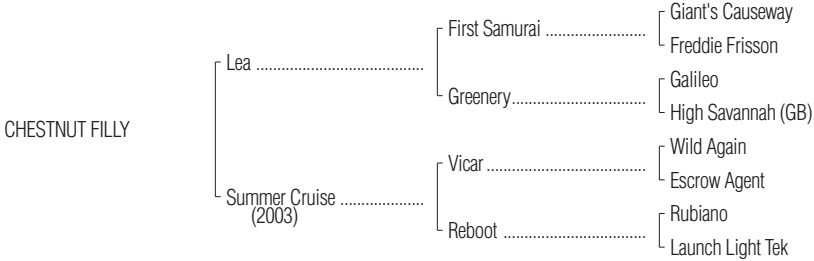 Giant's Causeway
First Samurai ........................
Freddie Frisson
Lea ........................................
Galileo
Greenery................................
High Savannah (GB)
CHESTNUT FILLY
Wild Again
Vicar ......................................
Escrow Agent
Summer Cruise ....................
(2003)
Rubiano
Reboot ..................................
Launch Light Tek